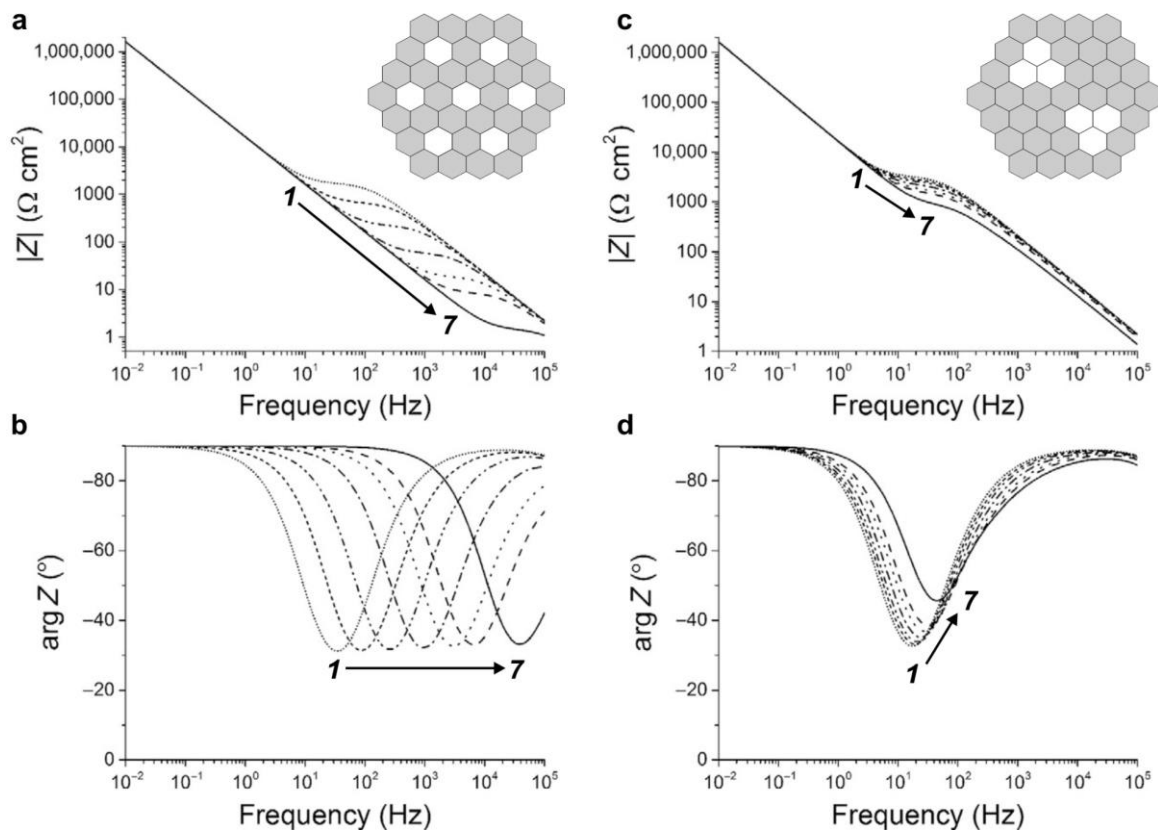 a
1,000,000
100,000
10,000
1000
100
10
1
|Z| (Ω cm²)
1
7
10⁻² 10⁻¹ 10⁰ 10¹ 10² 10³ 10⁴ 10⁵
Frequency (Hz)
b
–80
–60
–40
–20
0
arg Z (°)
1
7
10⁻² 10⁻¹ 10⁰ 10¹ 10² 10³ 10⁴ 10⁵
Frequency (Hz)
c
1,000,000
100,000
10,000
1000
100
10
1
|Z| (Ω cm²)
1
7
10⁻² 10⁻¹ 10⁰ 10¹ 10² 10³ 10⁴ 10⁵
Frequency (Hz)
d
–80
–60
–40
–20
0
arg Z (°)
7
1
10⁻² 10⁻¹ 10⁰ 10¹ 10² 10³ 10⁴ 10⁵
Frequency (Hz)